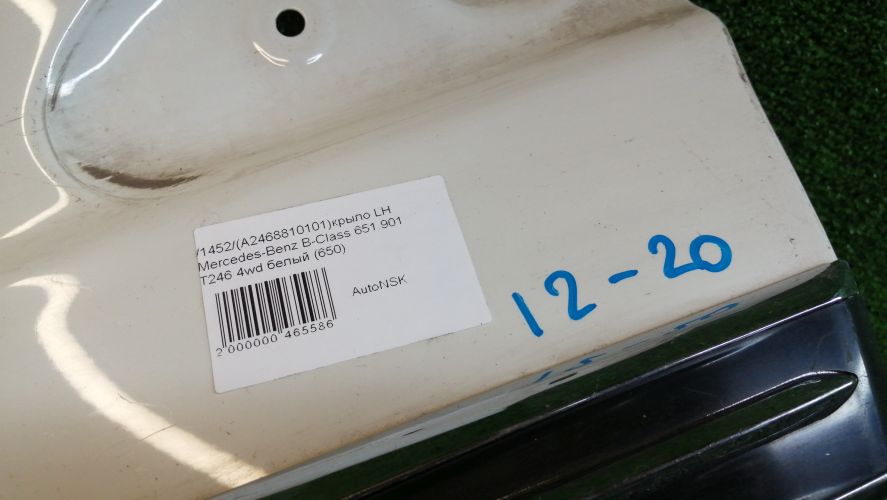 /1452/(A2468810101)крыло LH
Mercedes-Benz B-Class 651.901
T246 4wd белый (650)
AutoNSK
2 000000 465586
12-20